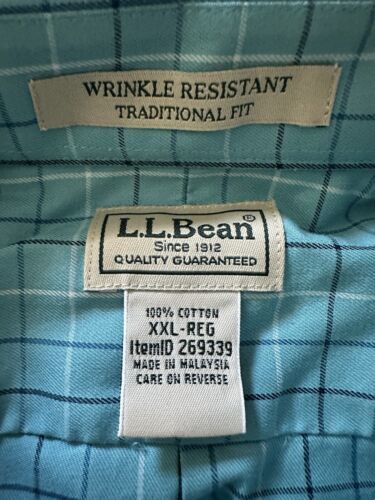 WRINKLE RESISTANT
TRADITIONAL FIT
L.L.Bean®
Since 1912
QUALITY GUARANTEED
100% COTTON
XXL-REG
ItemID 269339
MADE IN MALAYSIA
CARE ON REVERSE